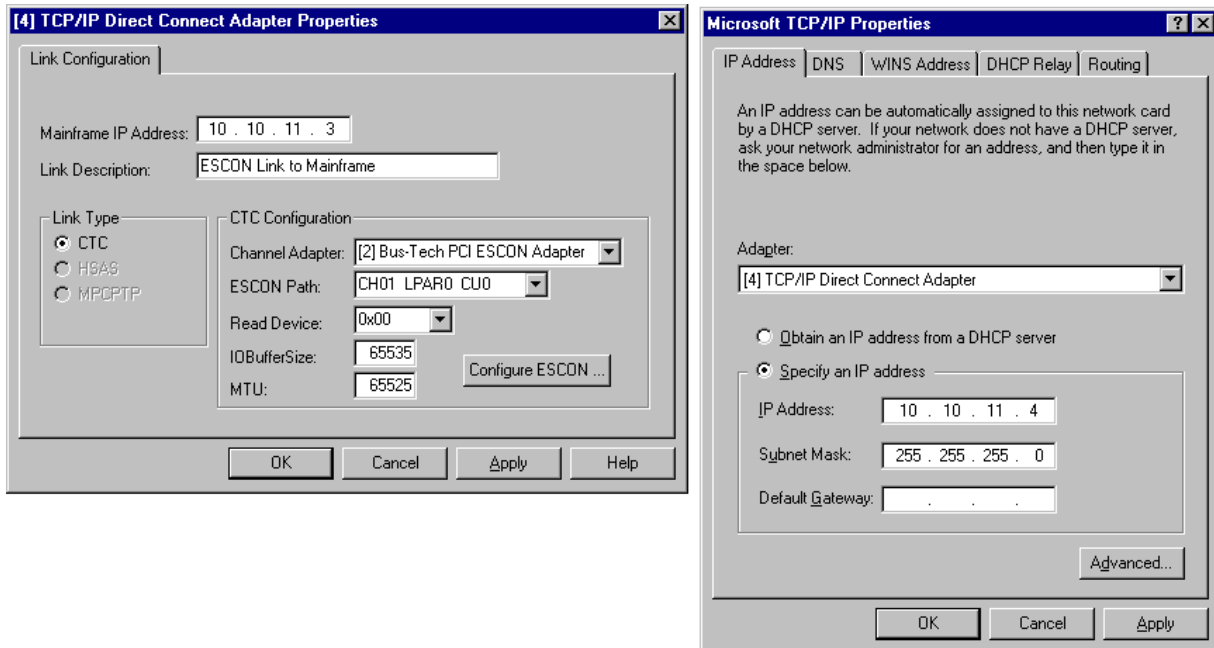 [4] TCP/IP Direct Connect Adapter Properties
Link Configuration
Mainframe IP Address: 10 . 10 . 11 . 3
Link Description: ESCON Link to Mainframe
Link Type
CTC
HSAS
MPCPTP
CTC Configuration
Channel Adapter: [2] Bus-Tech PCI ESCON Adapter
ESCON Path: CH01 LPAR0 CU0
Read Device: 0x00
IOBufferSize: 65535
MTU: 65525
Configure ESCON ...
OK Cancel Apply Help
Microsoft TCP/IP Properties
IP Address DNS WINS Address DHCP Relay Routing
An IP address can be automatically assigned to this network card
by a DHCP server. If your network does not have a DHCP server,
ask your network administrator for an address, and then type it in
the space below.
Adapter:
[4] TCP/IP Direct Connect Adapter
Obtain an IP address from a DHCP server
Specify an IP address
IP Address: 10 . 10 . 11 . 4
Subnet Mask: 255 . 255 . 255 . 0
Default Gateway: . . .
Advanced...
OK Cancel Apply